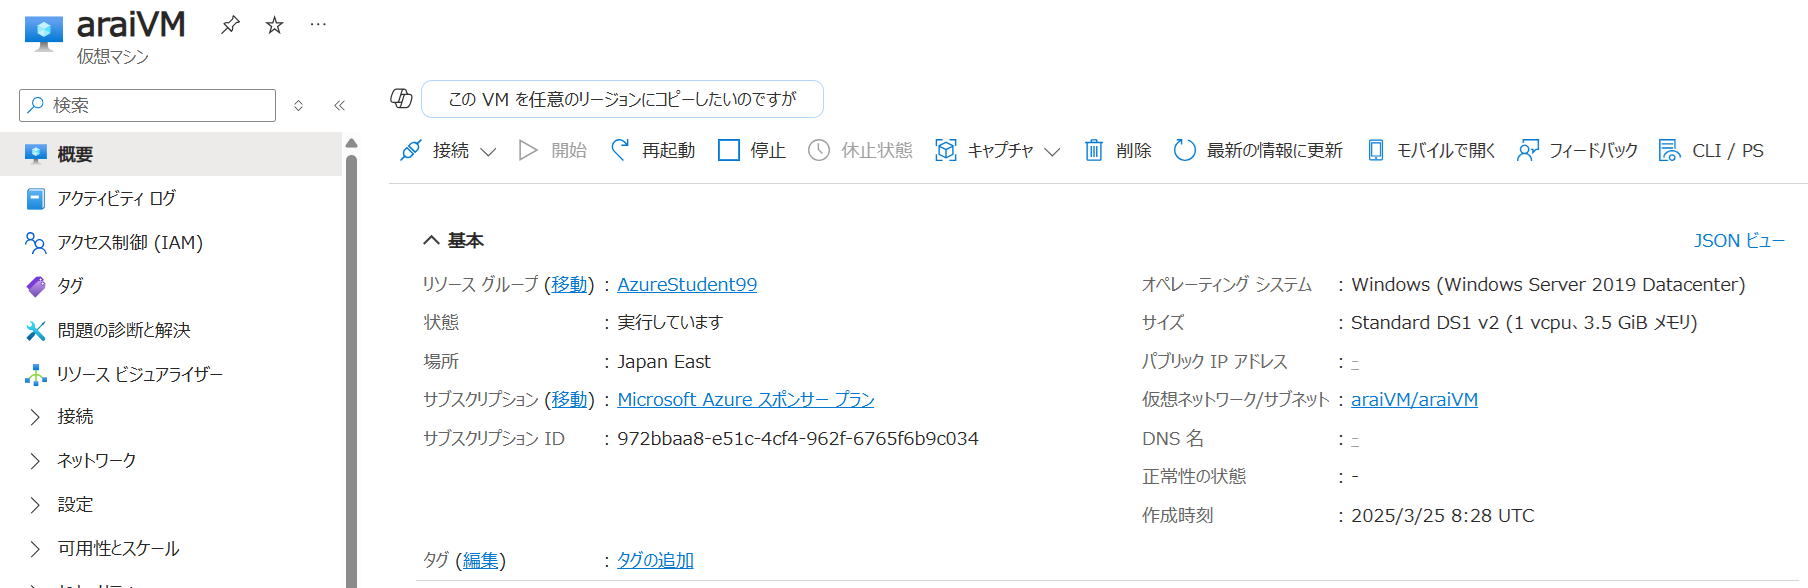 araiVM
仮想マシン
検索
この VM を任意のリージョンにコピーしたいのですが
接続 開始 再起動 停止 休止状態 キャプチャ 削除 最新の情報に更新 モバイルで開く フィードバック CLI / PS
概要
アクティビティ ログ
アクセス制御 (IAM)
タグ
問題の診断と解決
リソース ビジュアライザー
接続
ネットワーク
設定
可用性とスケール
基本
JSON ビュー
リソース グループ (移動) : AzureStudent99
状態 : 実行しています
場所 : Japan East
サブスクリプション (移動) : Microsoft Azure スポンサー プラン
サブスクリプション ID : 972bbaa8-e51c-4cf4-962f-6765f6b9c034
オペレーティング システム : Windows (Windows Server 2019 Datacenter)
サイズ : Standard DS1 v2 (1 vcpu、3.5 GiB メモリ)
パブリック IP アドレス : -
仮想ネットワーク/サブネット : araiVM/araiVM
DNS 名 : -
正常性の状態 : -
作成時刻 : 2025/3/25 8:28 UTC
タグ (編集) : タグの追加